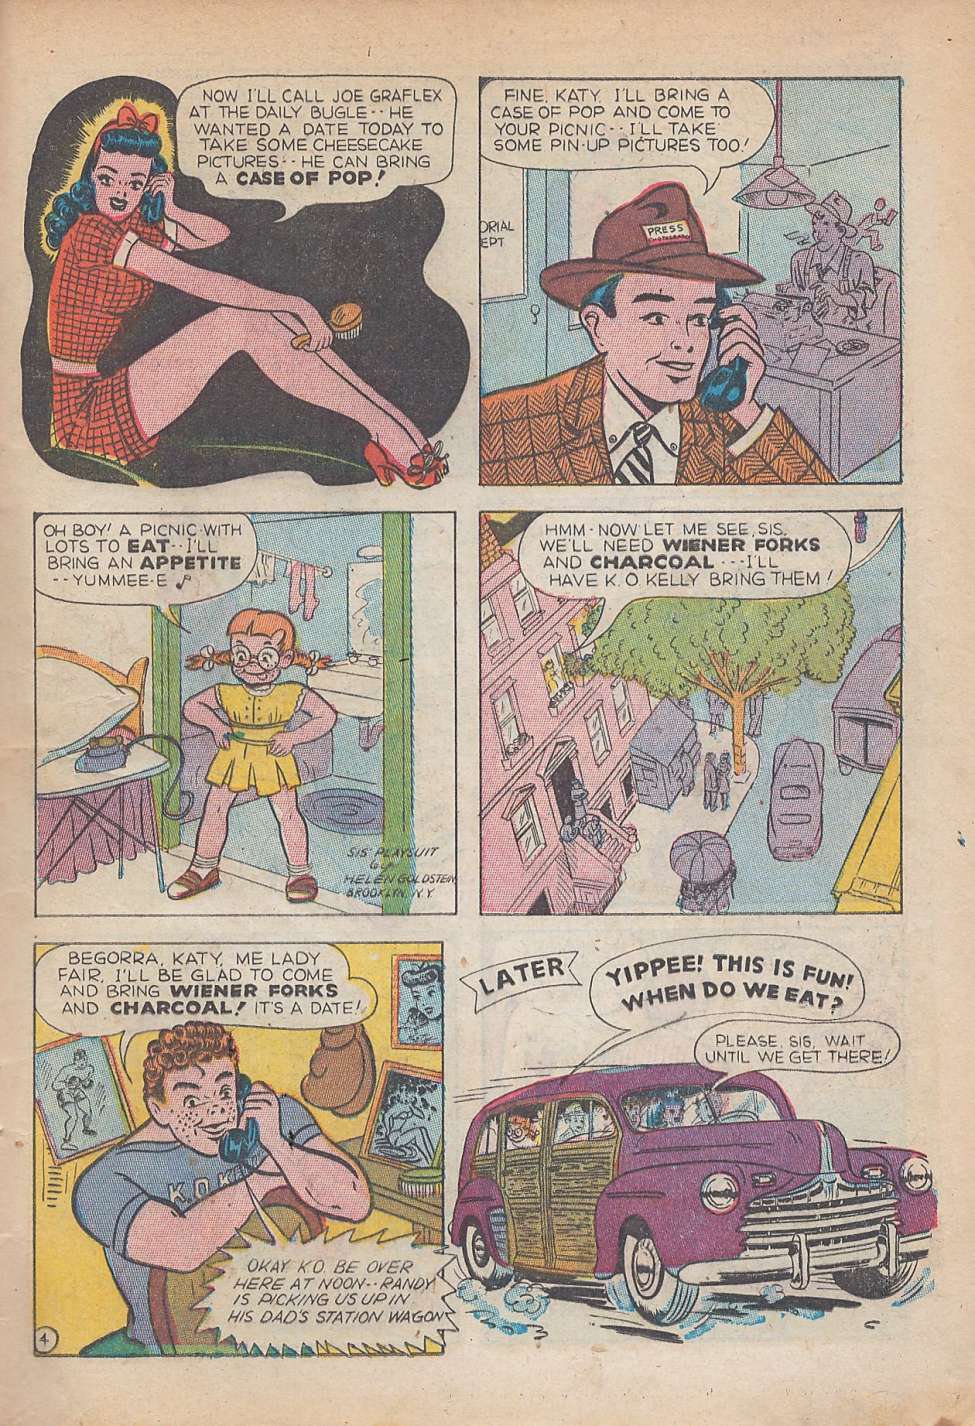 NOW I'LL CALL JOE GRAFLEX
AT THE DAILY BUGLE -- HE
WANTED A DATE TODAY TO
TAKE SOME CHEESECAKE
PICTURES -- HE CAN BRING
A CASE OF POP!
FINE, KATY, I'LL BRING A
CASE OF POP AND COME TO
YOUR PICNIC -- I'LL TAKE
SOME PIN-UP PICTURES TOO!
PRESS
ORIAL
EPT
OH BOY! A PICNIC WITH
LOTS TO EAT -- I'LL
BRING AN APPETITE
-- YUMMEE-E ♪
SIS' PLAYSUIT
HELEN GOLDSTEIN
BROOKLYN, N.Y.
HMM - NOW LET ME SEE, SIS,
WE'LL NEED WIENER FORKS
AND CHARCOAL --- I'LL
HAVE K.O. KELLY BRING THEM!
BEGORRA, KATY, ME LADY
FAIR, I'LL BE GLAD TO COME
AND BRING WIENER FORKS
AND CHARCOAL! IT'S A DATE!
K.O. KE
OKAY K.O. BE OVER
HERE AT NOON -- RANDY
IS PICKING US UP IN
HIS DAD'S STATION WAGON
4
LATER
YIPPEE! THIS IS FUN!
WHEN DO WE EAT?
PLEASE, SIS, WAIT
UNTIL WE GET THERE!